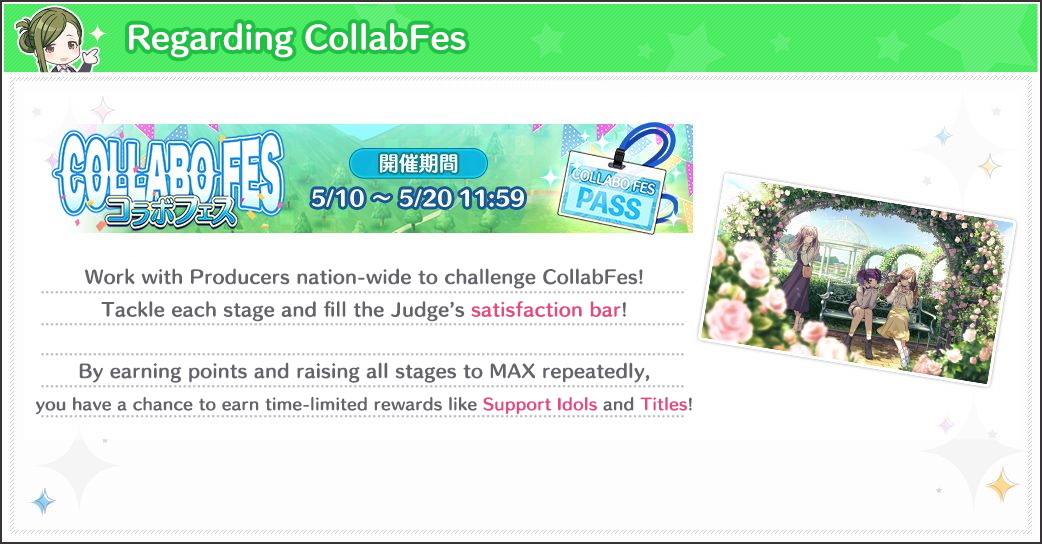 Regarding CollabFes
COLLABO FES
コラボフェス
開催期間
5/10 ～ 5/20 11:59
COLLABO FES
PASS
Work with Producers nation-wide to challenge CollabFes!
Tackle each stage and fill the Judge's satisfaction bar!
By earning points and raising all stages to MAX repeatedly,
you have a chance to earn time-limited rewards like Support Idols and Titles!